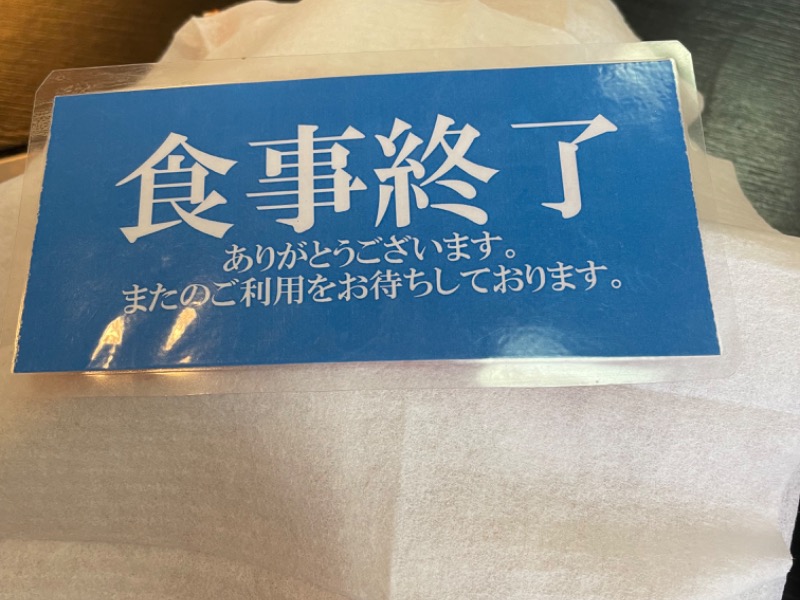 食事終了
ありがとうございます。
またのご利用をお待ちしております。